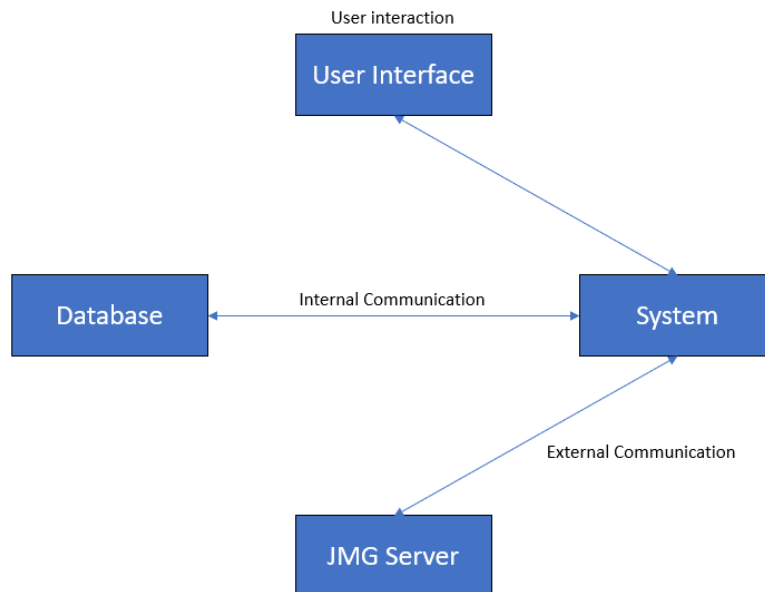 User interaction
User Interface
Database
Internal Communication
System
External Communication
JMG Server